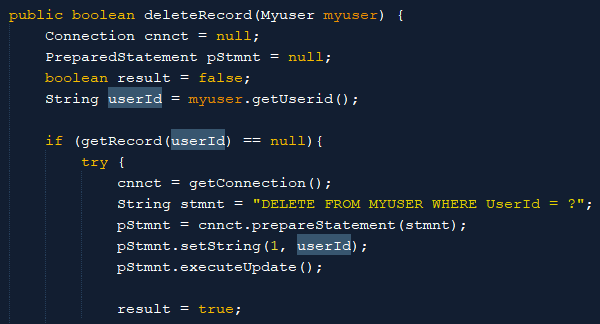 public boolean deleteRecord(Myuser myuser) {
Connection cnnct = null;
PreparedStatement pStmnt = null;
boolean result = false;
String userId = myuser.getUserid();
if (getRecord(userId) == null){
try {
cnnct = getConnection();
String stmnt = "DELETE FROM MYUSER WHERE UserId = ?";
pStmnt = cnnct.prepareStatement(stmnt);
pStmnt.setString(1, userId);
pStmnt.executeUpdate();
result = true;